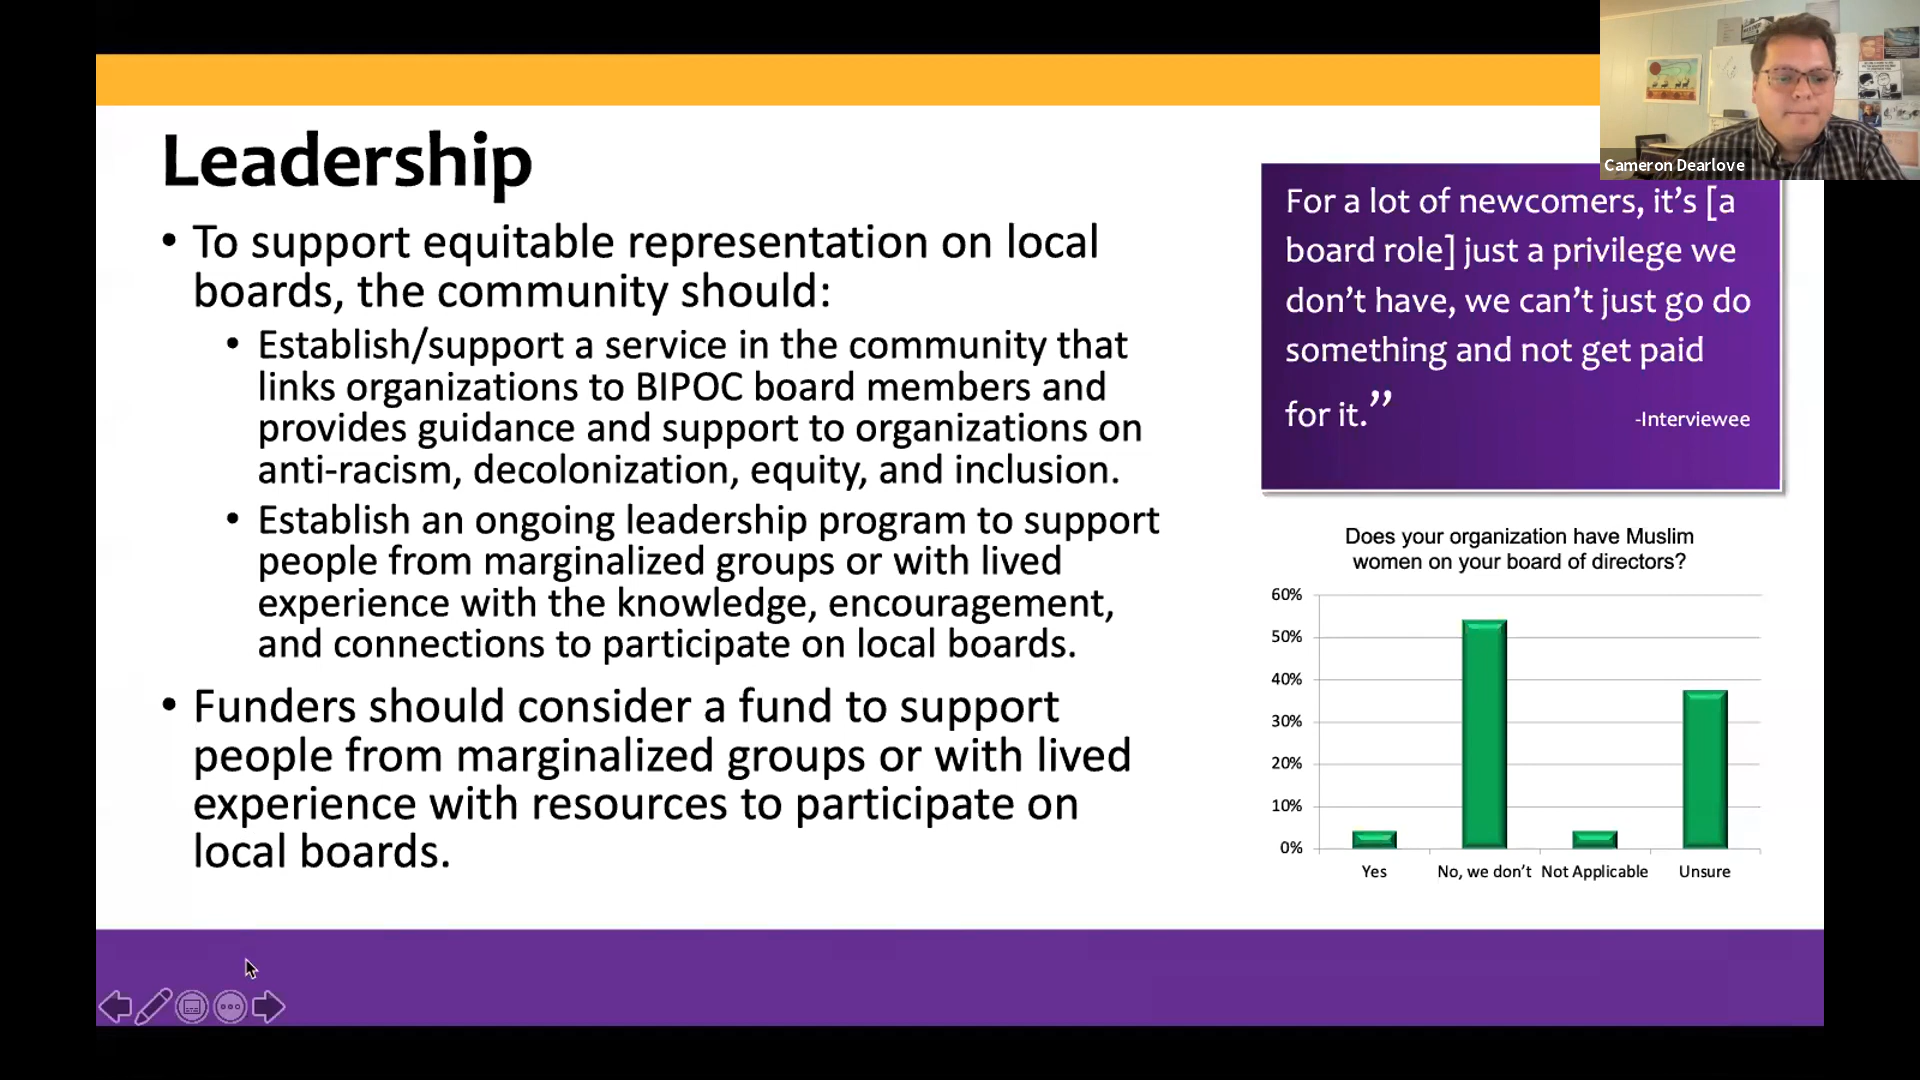 Cameron Dearlove
Leadership
• To support equitable representation on local
boards, the community should:
• Establish/support a service in the community that
links organizations to BIPOC board members and
provides guidance and support to organizations on
anti-racism, decolonization, equity, and inclusion.
• Establish an ongoing leadership program to support
people from marginalized groups or with lived
experience with the knowledge, encouragement,
and connections to participate on local boards.
• Funders should consider a fund to support
people from marginalized groups or with lived
experience with resources to participate on
local boards.
For a lot of newcomers, it’s [a
board role] just a privilege we
don’t have, we can’t just go do
something and not get paid
for it.”
-Interviewee
Does your organization have Muslim
women on your board of directors?
60%
50%
40%
30%
20%
10%
0%
Yes No, we don’t Not Applicable Unsure